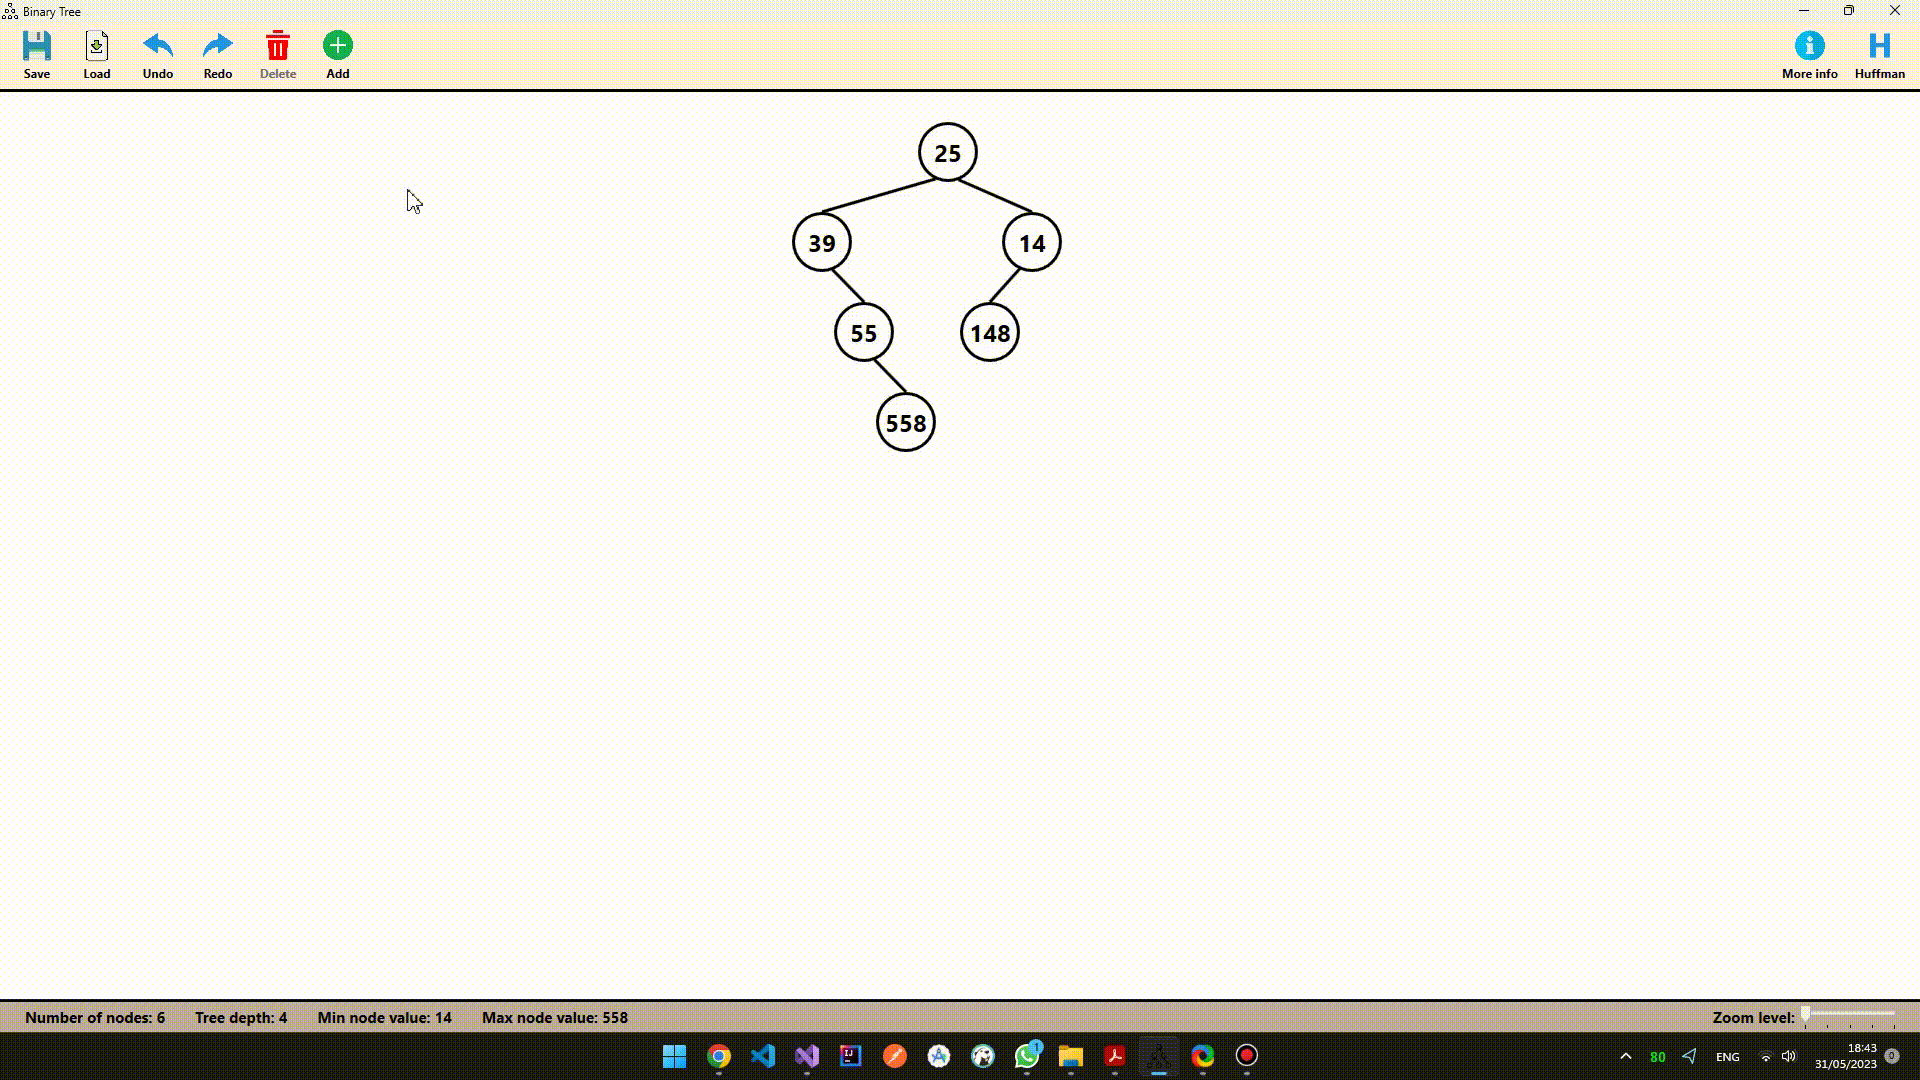 Binary Tree
Save Load Undo Redo Delete Add More info Huffman
25
39 14
55 148
558
Number of nodes: 6 Tree depth: 4 Min node value: 14 Max node value: 558 Zoom level:
80 ENG 18:43
31/05/2023